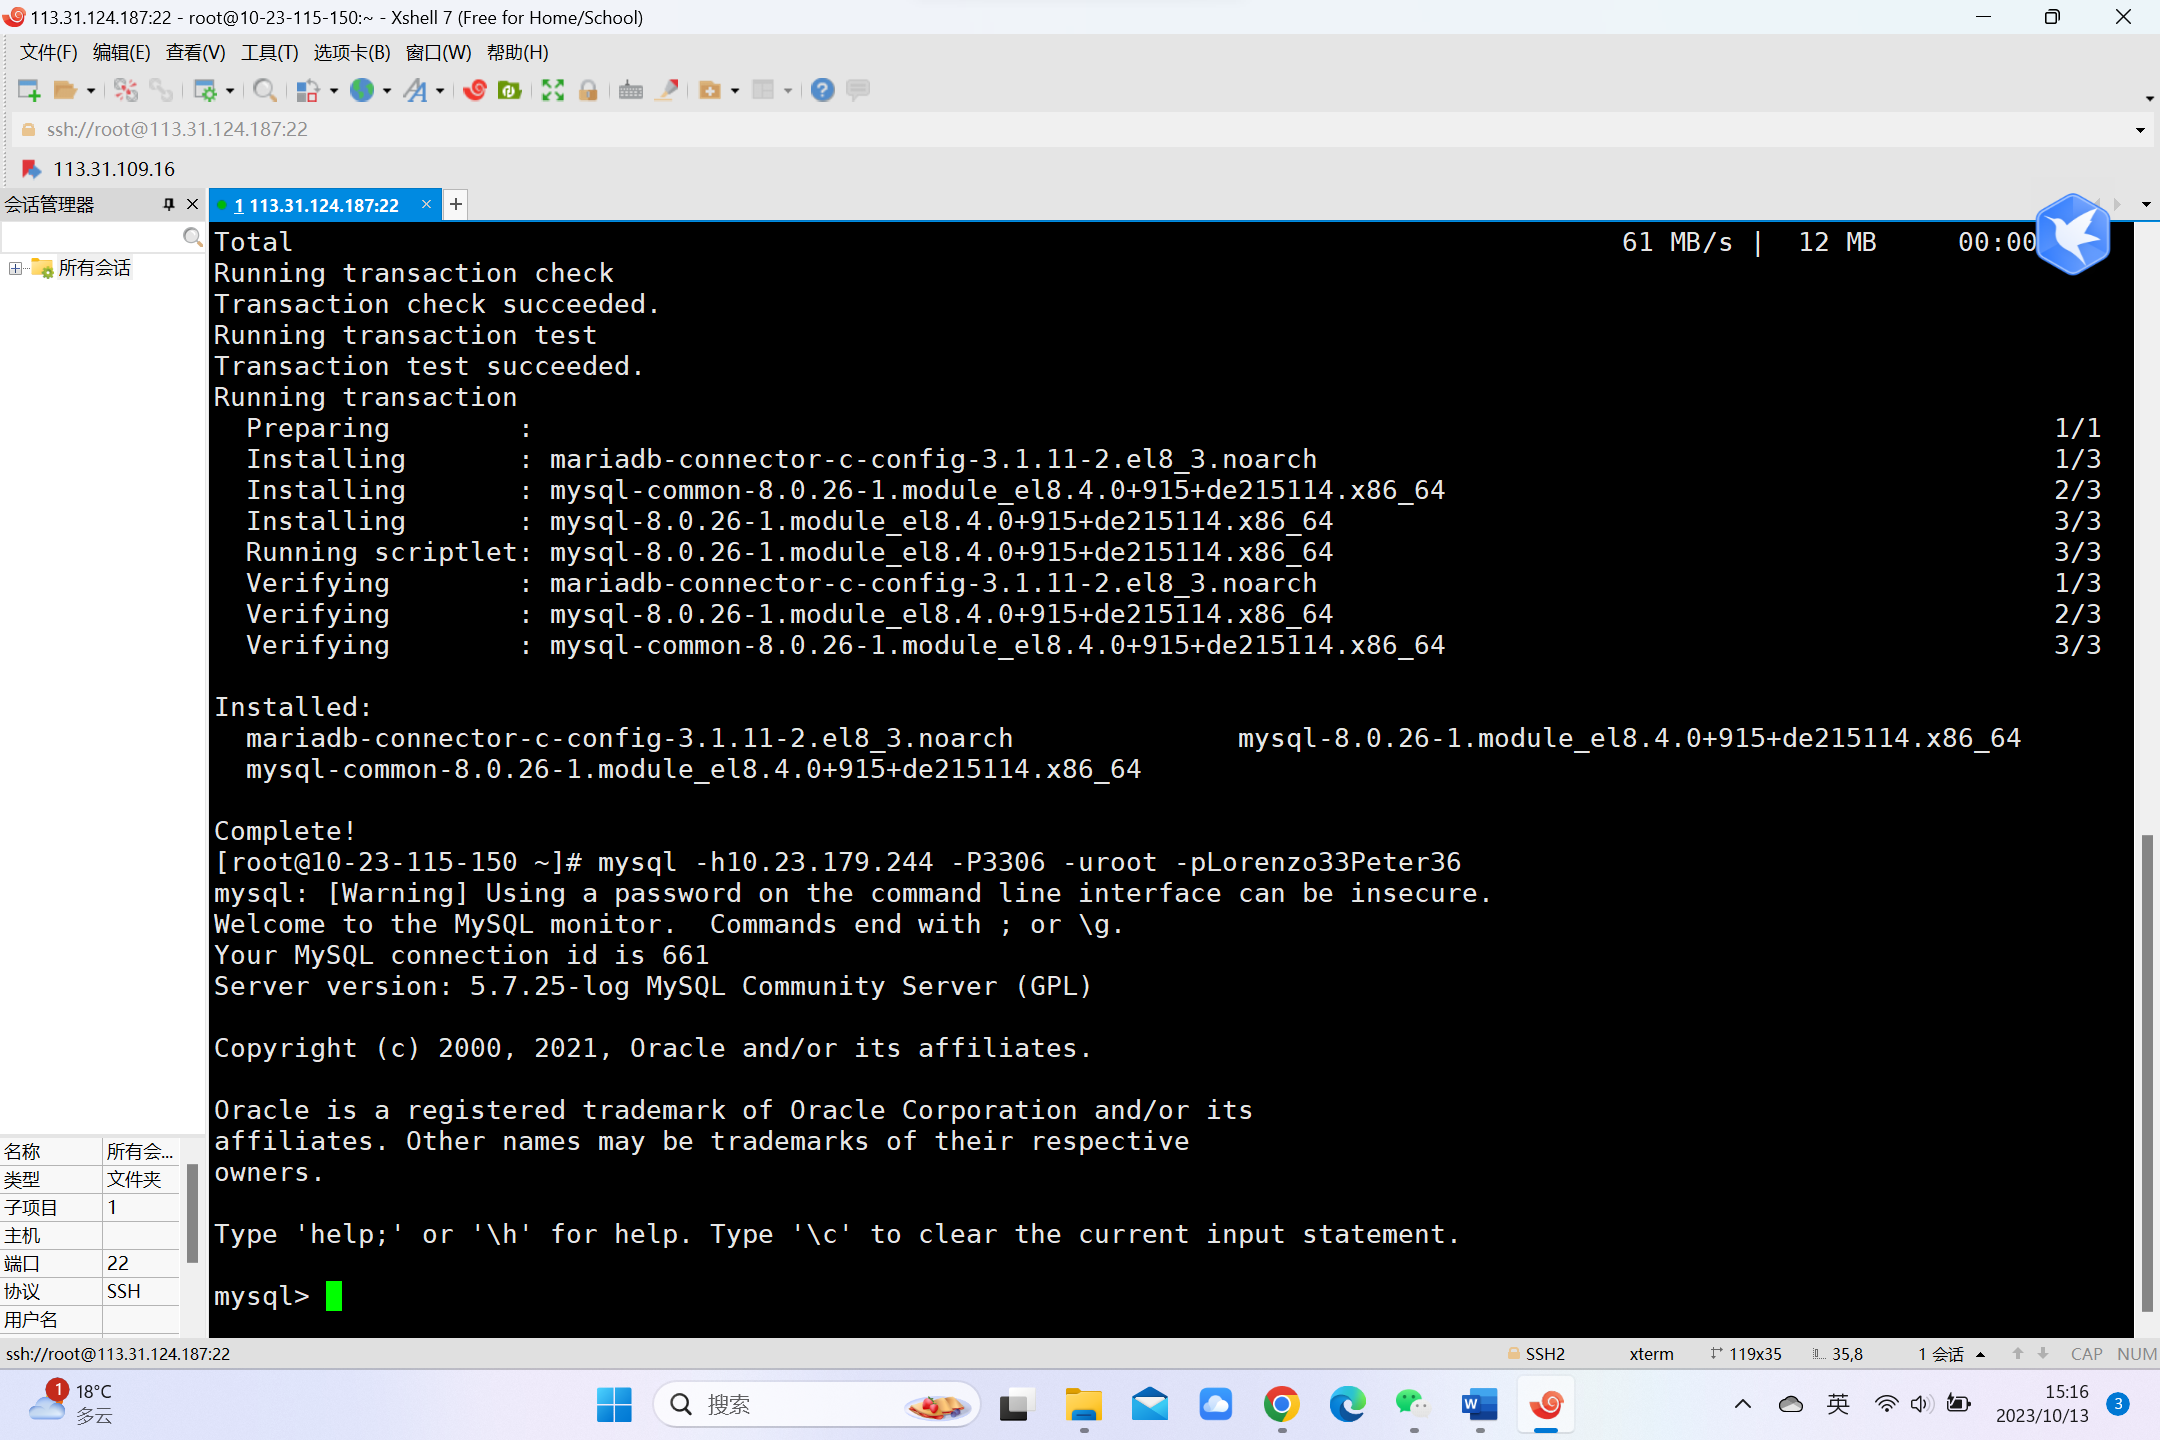 113.31.124.187:22 - root@10-23-115-150:~ - Xshell 7 (Free for Home/School)
文件(F) 编辑(E) 查看(V) 工具(T) 选项卡(B) 窗口(W) 帮助(H)
ssh://root@113.31.124.187:22
113.31.109.16
会话管理器
1 113.31.124.187:22
所有会话
Total 61 MB/s | 12 MB 00:00
Running transaction check
Transaction check succeeded.
Running transaction test
Transaction test succeeded.
Running transaction
Preparing : 1/1
Installing : mariadb-connector-c-config-3.1.11-2.el8_3.noarch 1/3
Installing : mysql-common-8.0.26-1.module_el8.4.0+915+de215114.x86_64 2/3
Installing : mysql-8.0.26-1.module_el8.4.0+915+de215114.x86_64 3/3
Running scriptlet: mysql-8.0.26-1.module_el8.4.0+915+de215114.x86_64 3/3
Verifying : mariadb-connector-c-config-3.1.11-2.el8_3.noarch 1/3
Verifying : mysql-8.0.26-1.module_el8.4.0+915+de215114.x86_64 2/3
Verifying : mysql-common-8.0.26-1.module_el8.4.0+915+de215114.x86_64 3/3
Installed:
mariadb-connector-c-config-3.1.11-2.el8_3.noarch mysql-8.0.26-1.module_el8.4.0+915+de215114.x86_64
mysql-common-8.0.26-1.module_el8.4.0+915+de215114.x86_64
Complete!
[root@10-23-115-150 ~]# mysql -h10.23.179.244 -P3306 -uroot -pLorenzo33Peter36
mysql: [Warning] Using a password on the command line interface can be insecure.
Welcome to the MySQL monitor.  Commands end with ; or \g.
Your MySQL connection id is 661
Server version: 5.7.25-log MySQL Community Server (GPL)
Copyright (c) 2000, 2021, Oracle and/or its affiliates.
Oracle is a registered trademark of Oracle Corporation and/or its
affiliates. Other names may be trademarks of their respective
owners.
Type 'help;' or '\h' for help. Type '\c' to clear the current input statement.
mysql>
名称 所有会...
类型 文件夹
子项目 1
主机
端口 22
协议 SSH
用户名
ssh://root@113.31.124.187:22 SSH2 xterm 119x35 35,8 1 会话 CAP NUM
1 18°C
多云
搜索
英
15:16
2023/10/13
3